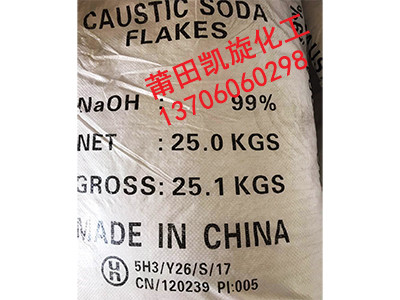 CAUSTIC SODA
FLAKES
莆田凯旋化工
13706060298
NaOH : 99%
NET : 25.0 KGS
GROSS: 25.1 KGS
MADE IN CHINA
5H3/Y26/S/17
CN/120239 PI:005